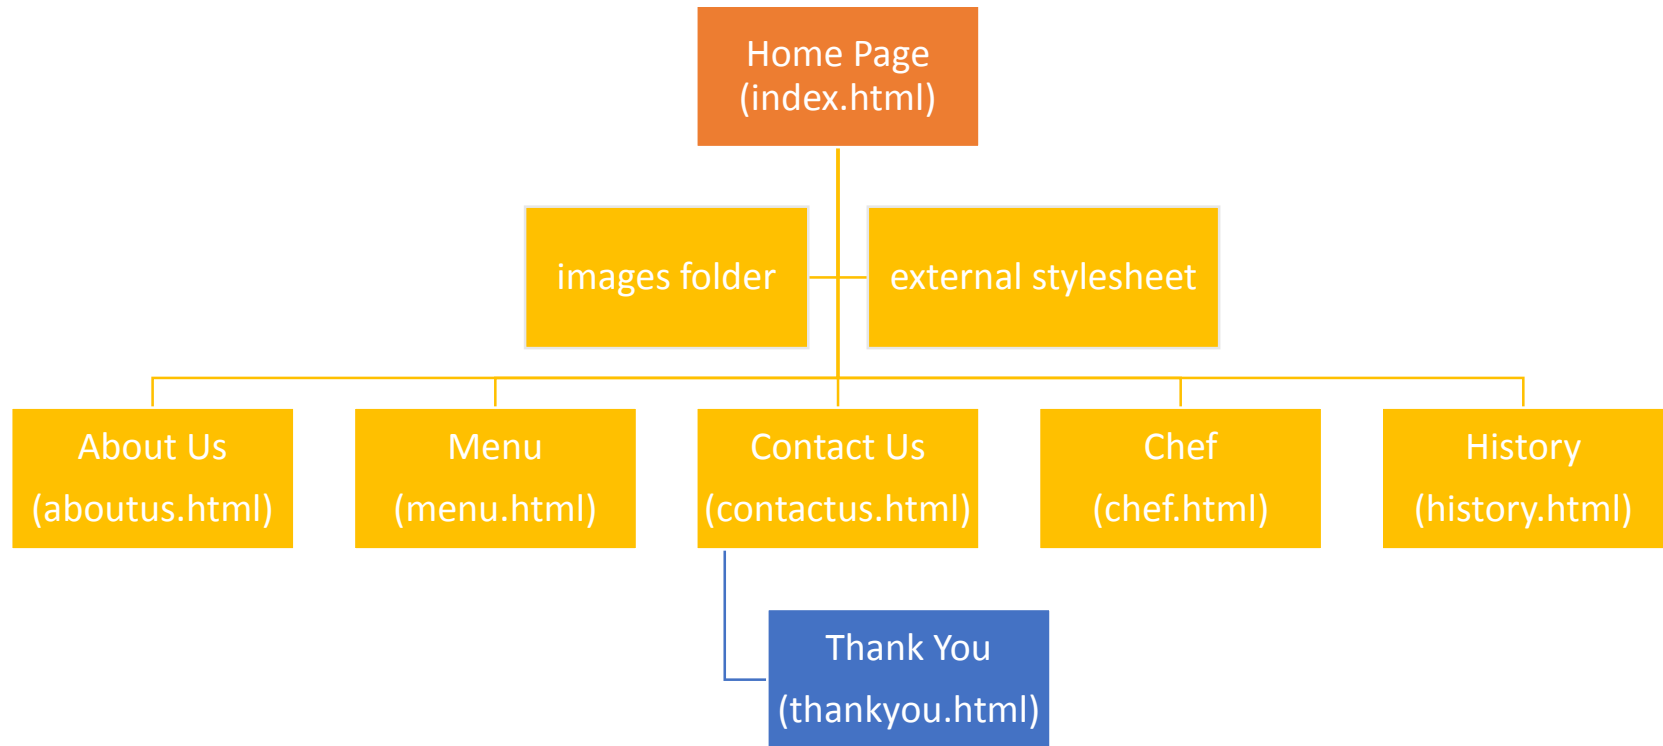 Home Page
(index.html)
images folder
external stylesheet
About Us
(aboutus.html)
Menu
(menu.html)
Contact Us
(contactus.html)
Chef
(chef.html)
History
(history.html)
Thank You
(thankyou.html)